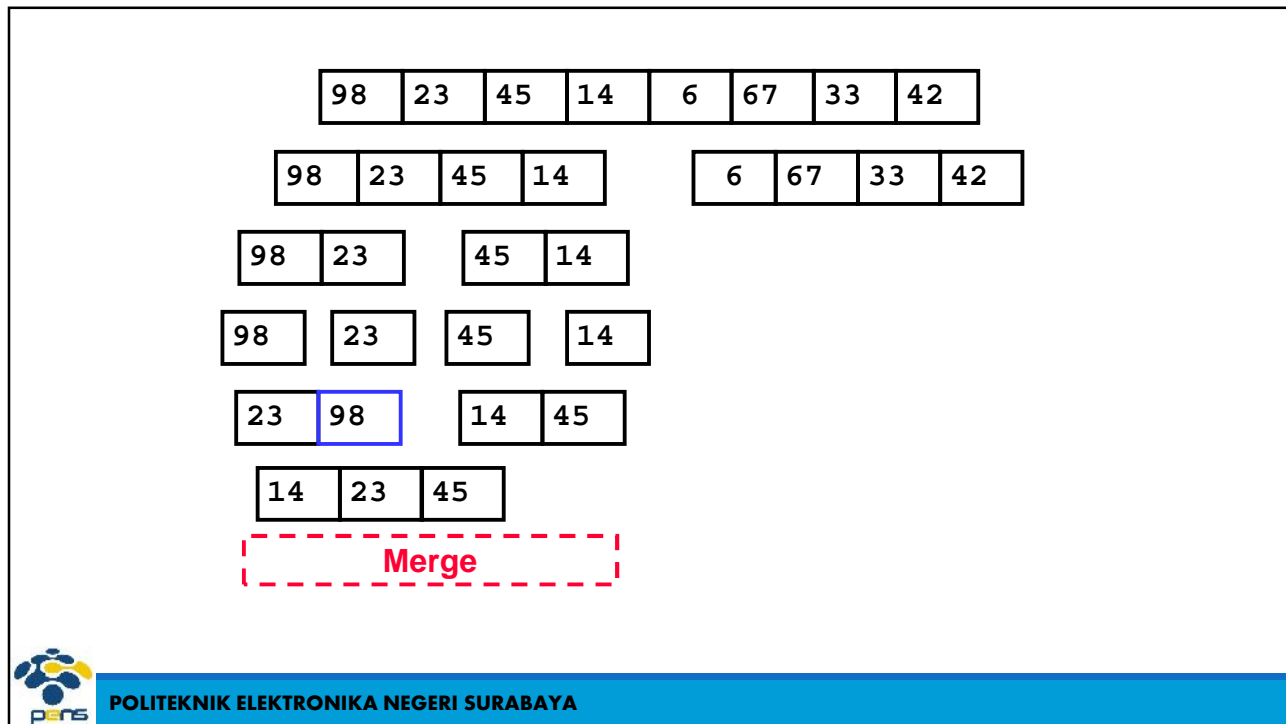 98 23 45 14 6 67 33 42
98 23 45 14 6 67 33 42
98 23 45 14
98 23 45 14
23 98 14 45
14 23 45
Merge
pens
POLITEKNIK ELEKTRONIKA NEGERI SURABAYA